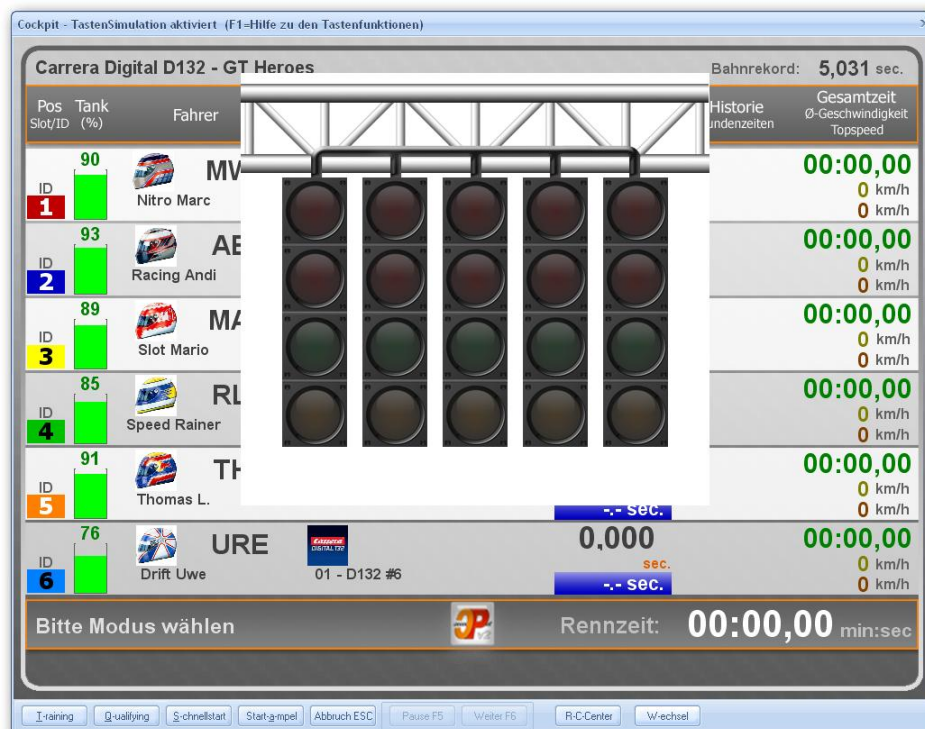 Cockpit - TastenSimulation aktiviert (F1=Hilfe zu den Tastenfunktionen)
Carrera Digital D132 - GT Heroes
Bahnrekord: 5,031 sec.
Pos Tank Fahrer Historie Gesamtzeit
Slot/ID (%) undenzeiten Ø-Geschwindigkeit
Topspeed
90 MW 00:00,00
ID 0 km/h
1 Nitro Marc 0 km/h
93 AB 00:00,00
ID 0 km/h
2 Racing Andi 0 km/h
89 MA 00:00,00
ID 0 km/h
3 Slot Mario 0 km/h
85 RL 00:00,00
ID 0 km/h
4 Speed Rainer 0 km/h
91 TH 00:00,00
ID 0 km/h
5 Thomas L. -.- sec. 0 km/h
76 URE 0,000 00:00,00
ID sec. 0 km/h
6 Drift Uwe 01 - D132 #6 -.- sec. 0 km/h
Bitte Modus wählen Rennzeit: 00:00,00 min:sec
T-raining Q-ualifying S-chnellstart Start-a-mpel Abbruch ESC Pause F5 Weiter F6 R-C-Center W-echsel